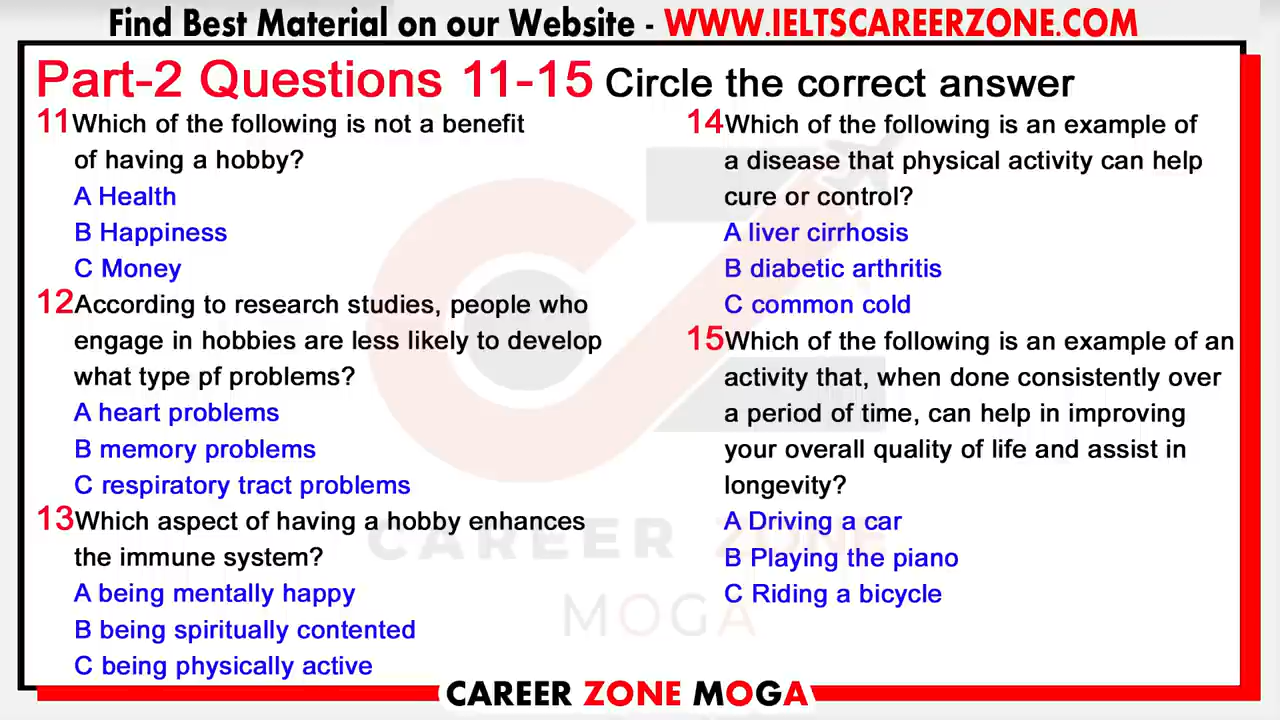 Find Best Material on our Website - WWW.IELTSCAREERZONE.COM
Part-2 Questions 11-15 Circle the correct answer
11 Which of the following is not a benefit
of having a hobby?
A Health
B Happiness
C Money
12 According to research studies, people who
engage in hobbies are less likely to develop
what type pf problems?
A heart problems
B memory problems
C respiratory tract problems
13 Which aspect of having a hobby enhances
the immune system?
A being mentally happy
B being spiritually contented
C being physically active
14 Which of the following is an example of
a disease that physical activity can help
cure or control?
A liver cirrhosis
B diabetic arthritis
C common cold
15 Which of the following is an example of an
activity that, when done consistently over
a period of time, can help in improving
your overall quality of life and assist in
longevity?
A Driving a car
B Playing the piano
C Riding a bicycle
CAREER ZONE
MOGA
CAREER ZONE MOGA